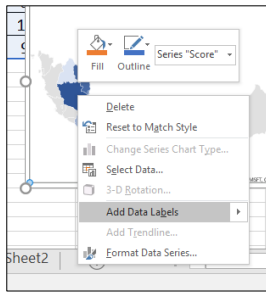 1
Series "Score"
Fill Outline
Delete
Reset to Match Style
Change Series Chart Type...
Select Data...
3-D Rotation...
Add Data Labels
Add Trendline...
Format Data Series...
Sheet2